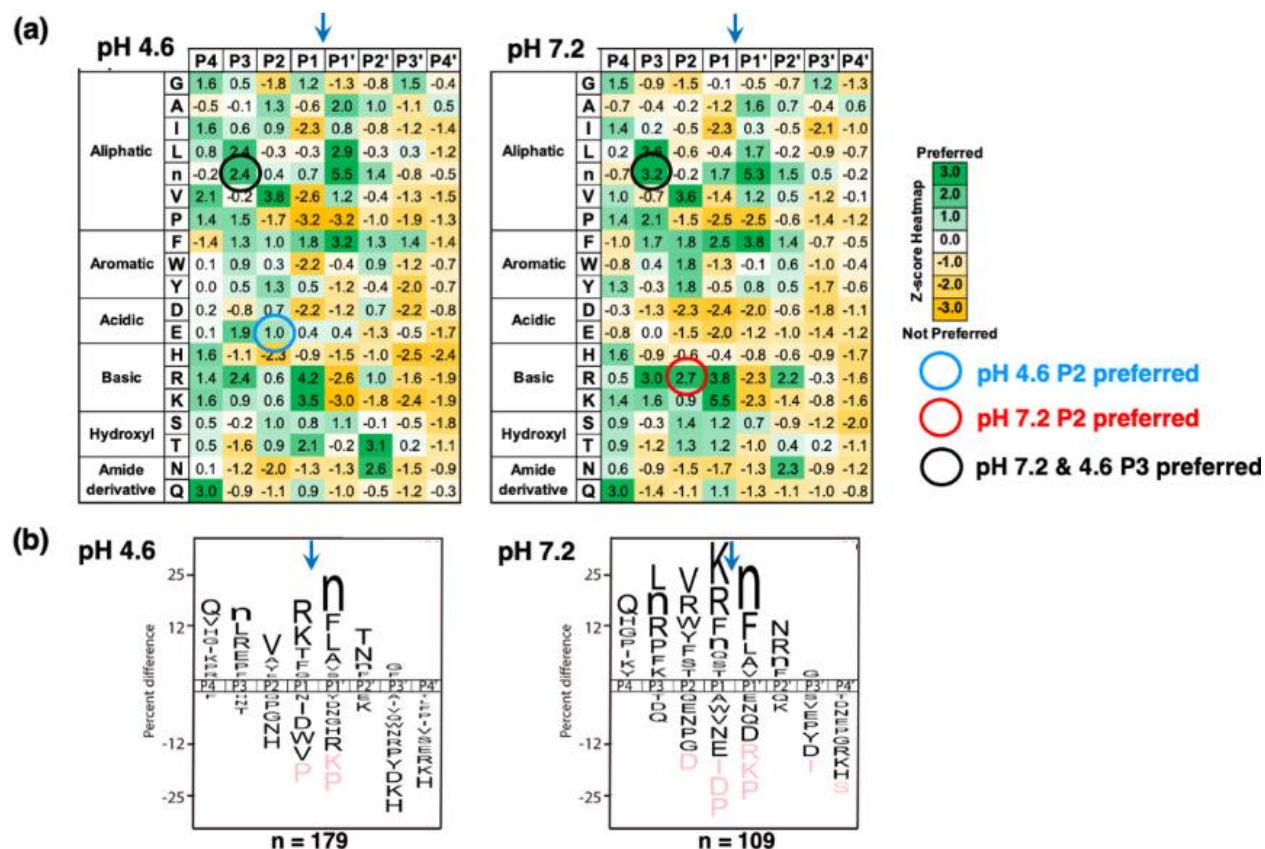 (a)
pH 4.6
P4 P3 P2 P1 P1' P2' P3' P4'
Aliphatic
G 1.6 0.5 -1.8 1.2 -1.3 -0.8 1.5 -0.4
A -0.5 -0.1 1.3 -0.6 2.0 1.0 -1.1 0.5
I 1.6 0.6 0.9 -2.3 0.8 -0.8 -1.2 -1.4
L 0.8 2.4 -0.3 -0.3 2.9 -0.3 0.3 -1.2
n -0.2 2.4 0.4 0.7 5.5 1.4 -0.8 -0.5
V 2.1 -0.2 3.8 -2.6 1.2 -0.4 -1.3 -1.5
P 1.4 1.5 -1.7 -3.2 -3.2 -1.0 -1.9 -1.3
Aromatic
F -1.4 1.3 1.0 1.8 3.2 1.3 1.4 -1.4
W 0.1 0.9 0.3 -2.2 -0.4 0.9 -1.2 -0.7
Y 0.0 0.5 1.3 0.5 -1.2 -0.4 -2.0 -0.7
Acidic
D 0.2 -0.8 0.7 -2.2 -1.2 0.7 -2.2 -0.8
E 0.1 1.9 1.0 0.4 0.4 -1.3 -0.5 -1.7
Basic
H 1.6 -1.1 -2.3 -0.9 -1.5 -1.0 -2.5 -2.4
R 1.4 2.4 0.6 4.2 -2.6 1.0 -1.6 -1.9
K 1.6 0.9 0.6 3.5 -3.0 -1.8 -2.4 -1.9
Hydroxyl
S 0.5 -0.2 1.0 0.8 1.1 -0.1 -0.5 -1.8
T 0.5 -1.6 0.9 2.1 -0.2 3.1 0.2 -1.1
Amide
derivative
N 0.1 -1.2 -2.0 -1.3 -1.3 2.6 -1.5 -0.9
Q 3.0 -0.9 -1.1 0.9 -1.0 -0.5 -1.2 -0.3
pH 7.2
P4 P3 P2 P1 P1' P2' P3' P4'
Aliphatic
G 1.5 -0.9 -1.5 -0.1 -0.5 -0.7 1.2 -1.3
A -0.7 -0.4 -0.2 -1.2 1.6 0.7 -0.4 0.6
I 1.4 0.2 -0.5 -2.3 0.3 -0.5 -2.1 -1.0
L 0.2 -0.6 -0.4 1.7 -0.2 -0.9 -0.7
n -0.7 3.2 -0.2 1.7 5.3 1.5 0.5 -0.2
V 1.0 -0.7 3.6 -1.4 1.2 0.5 -1.2 -0.1
P 1.4 2.1 -1.5 -2.5 -2.5 -0.6 -1.4 -1.2
Aromatic
F -1.0 1.7 1.8 2.5 3.8 1.4 -0.7 -0.5
W -0.8 0.4 1.8 -1.3 -0.1 0.6 -1.0 -0.4
Y 1.3 -0.3 1.8 -0.5 0.8 0.5 -1.7 -0.6
Acidic
D -0.3 -1.3 -2.3 -2.4 -2.0 -0.6 -1.8 -1.1
E -0.8 0.0 -1.5 -2.0 -1.2 -1.0 -1.4 -1.2
Basic
H 1.6 -0.9 -0.6 -0.4 -0.8 -0.6 -0.9 -1.7
R 0.5 3.0 2.7 3.8 -2.3 2.2 -0.3 -1.6
K 1.4 1.6 0.9 5.5 -2.3 -1.4 -0.8 -1.6
Hydroxyl
S 0.9 -0.3 1.4 1.2 0.7 -0.9 -1.2 -2.0
T 0.9 -1.2 1.3 1.2 -1.0 0.4 0.2 -1.1
Amide
derivative
N 0.6 -0.9 -1.5 -1.7 -1.3 2.3 -0.9 -1.2
Q 3.0 -1.4 -1.1 1.1 -1.3 -1.1 -1.0 -0.8
Preferred
Z-score Heatmap
3.0
2.0
1.0
0.0
-1.0
-2.0
-3.0
Not Preferred
pH 4.6 P2 preferred
pH 7.2 P2 preferred
pH 7.2 & 4.6 P3 preferred
(b)
pH 4.6
Percent difference
25
12
-12
-25
P4 P3 P2 P1 P1' P2' P3' P4'
n = 179
pH 7.2
Percent difference
25
12
-12
-25
P4 P3 P2 P1 P1' P2' P3' P4'
n = 109